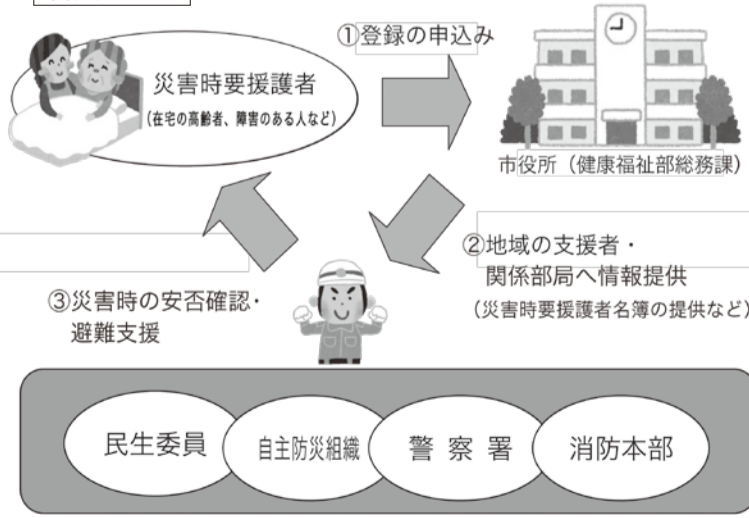 ①登録の申込み
災害時要援護者
(在宅の高齢者、障害のある人など)
市役所（健康福祉部総務課）
②地域の支援者・
関係部局へ情報提供
（災害時要援護者名簿の提供など）
③災害時の安否確認・
避難支援
民生委員
自主防災組織
警察署
消防本部